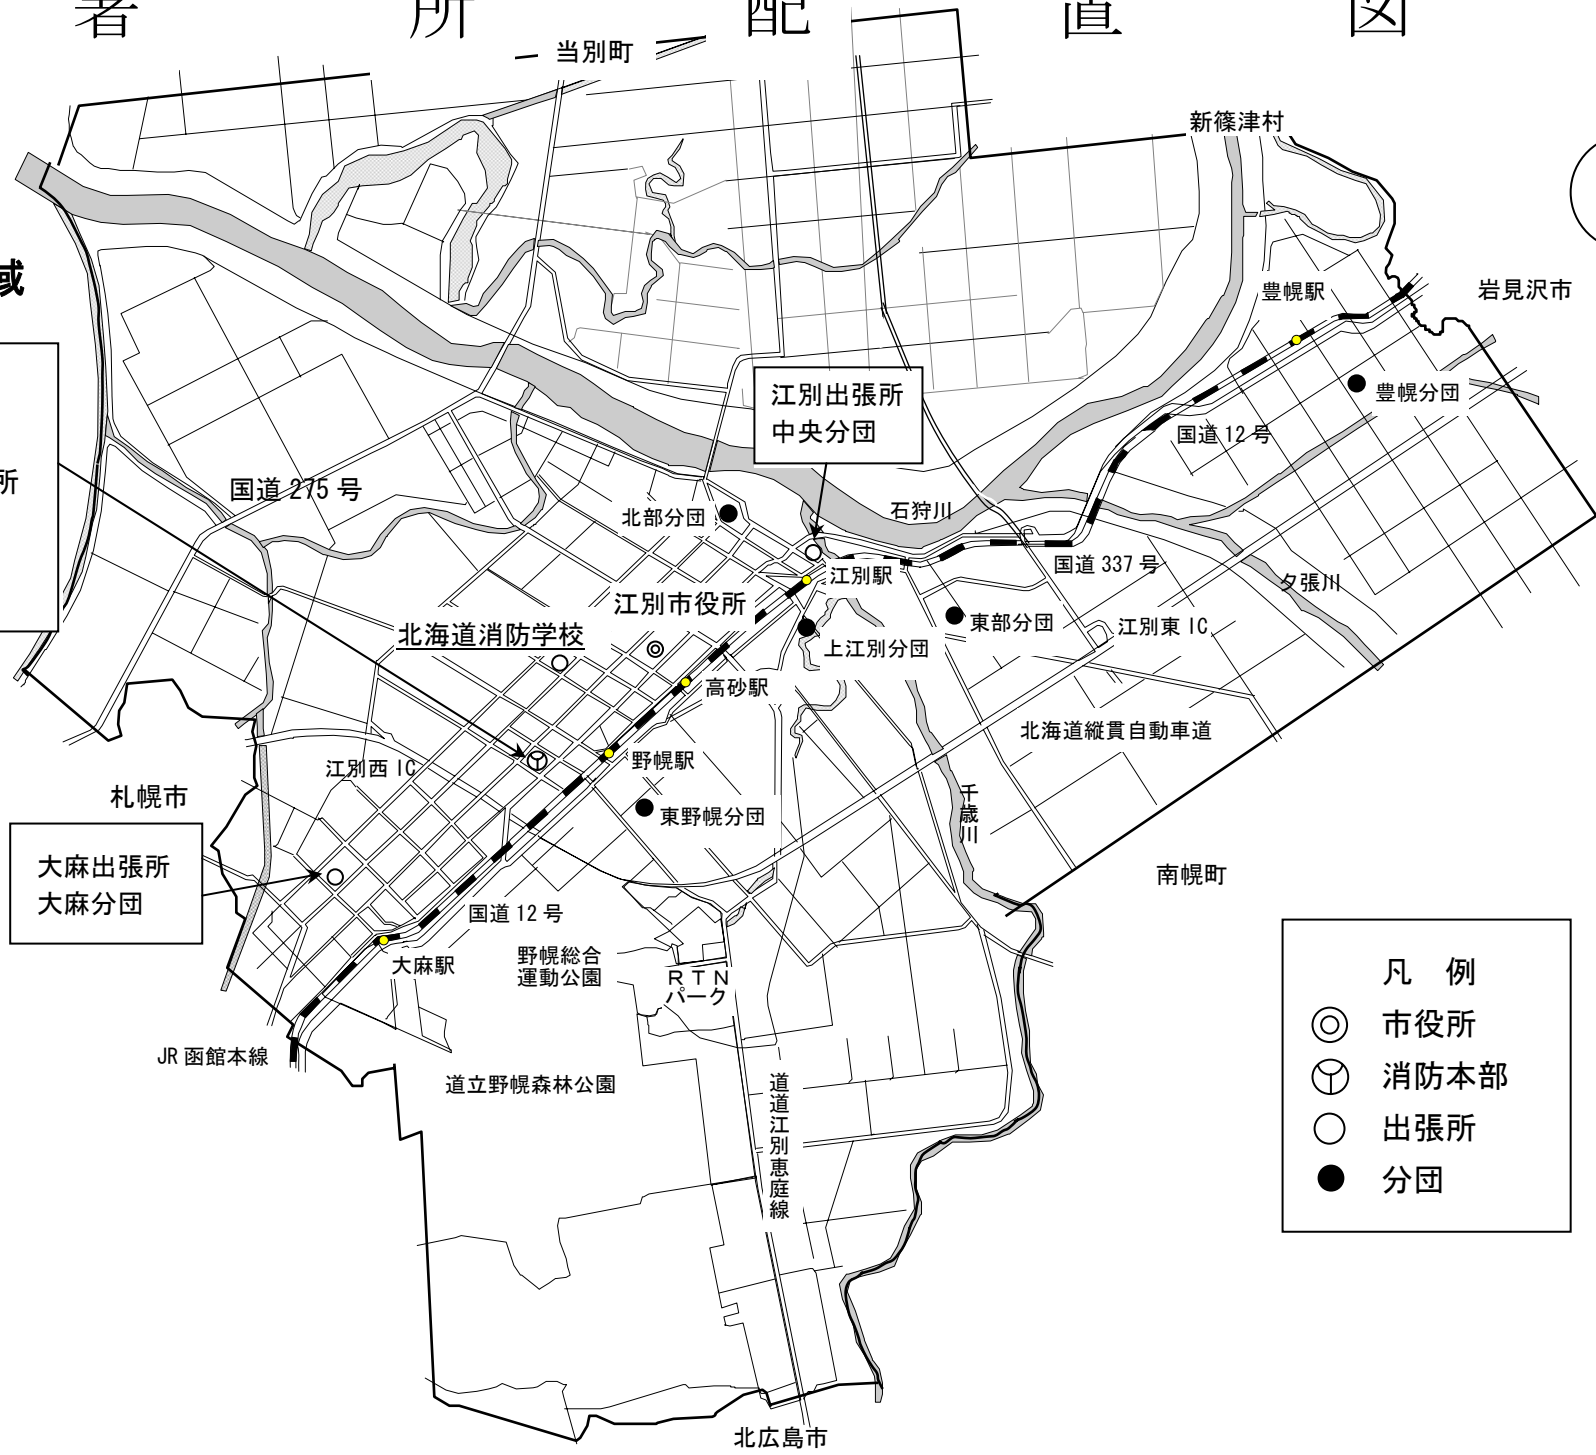 署所配置図
当別町
新篠津村
域
豊幌駅
岩見沢市
江別出張所
中央分団
豊幌分団
国道12号
所
国道275号
北部分団
石狩川
江別駅
国道337号
夕張川
江別市役所
北海道消防学校
東部分団
江別東IC
上江別分団
高砂駅
北海道縦貫自動車道
野幌駅
江別西IC
札幌市
東野幌分団
千歳川
大麻出張所
大麻分団
南幌町
国道12号
大麻駅
野幌総合
運動公園
RTN
パーク
JR函館本線
道立野幌森林公園
道道江別恵庭線
凡 例
市役所
消防本部
出張所
分団
北広島市